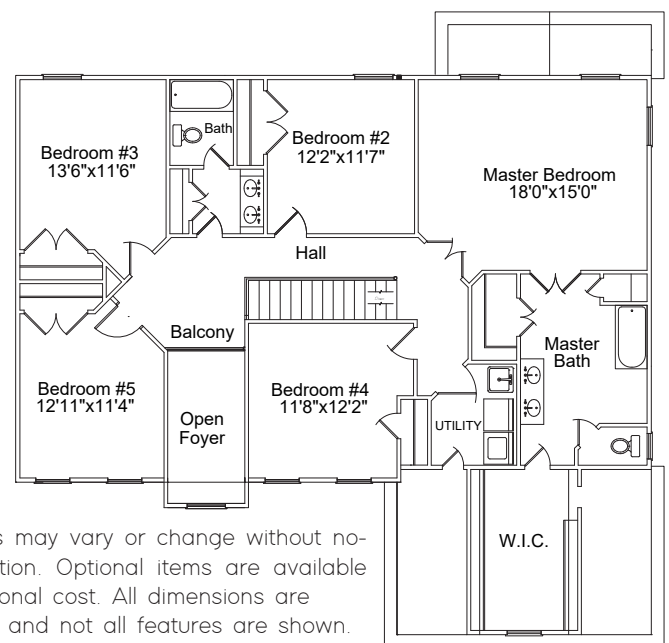 Bedroom #3
13'6"x11'6"
Bath
Bedroom #2
12'2"x11'7"
Master Bedroom
18'0"x15'0"
Hall
Balcony
Master
Bath
Bedroom #5
12'11"x11'4"
Open
Foyer
Bedroom #4
11'8"x12'2"
UTILITY
W.I.C.
s may vary or change without no-
tion. Optional items are available
onal cost. All dimensions are
and not all features are shown.